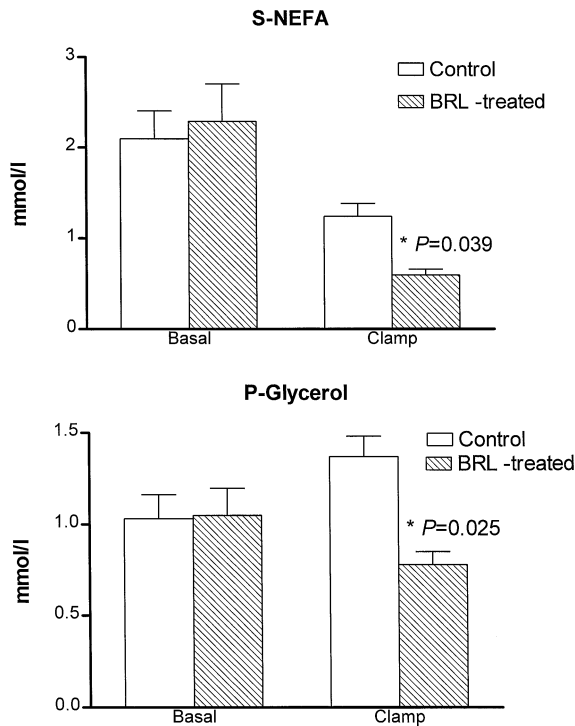 S-NEFA
3
2
1
0
mmol/l
Control
BRL -treated
* P=0.039
Basal
Clamp
P-Glycerol
1.5
1.0
0.5
0.0
mmol/l
Control
BRL -treated
* P=0.025
Basal
Clamp